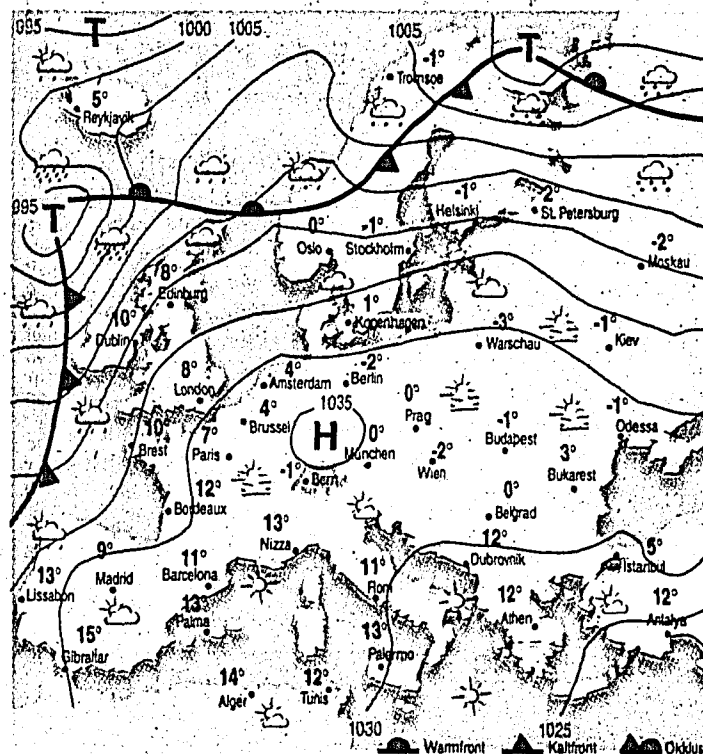 995 T 1000 1005 1005 T
-1°
Tromsoe
5°
Reykjavik
995 T
-1°
Helsinki
2°
St. Petersburg
0°
Oslo
-1°
Stockholm
-2°
Moskau
8°
Edinburg
10°
Dublin
1°
Kopenhagen
-3°
Warschau
-1°
Kiev
8°
London
4°
Amsterdam
-2°
Berlin
4°
Brüssel
1035
H
0°
Prag
-1°
Budapest
-1°
Odessa
10°
Brest
7°
Paris
0°
München
-2°
Wien
3°
Bukarest
-1°
Bern
12°
Bordeaux
0°
Belgrad
13°
Nizza
12°
Dubrovnik
5°
Istanbul
13°
Lissabon
9°
Madrid
11°
Barcelona
11°
Rom
13°
Palma
12°
Athen
12°
Antalya
15°
Gibraltar
13°
Palermo
14°
Alger
12°
Tunis
1030 1025
Warmfront Kaltfront